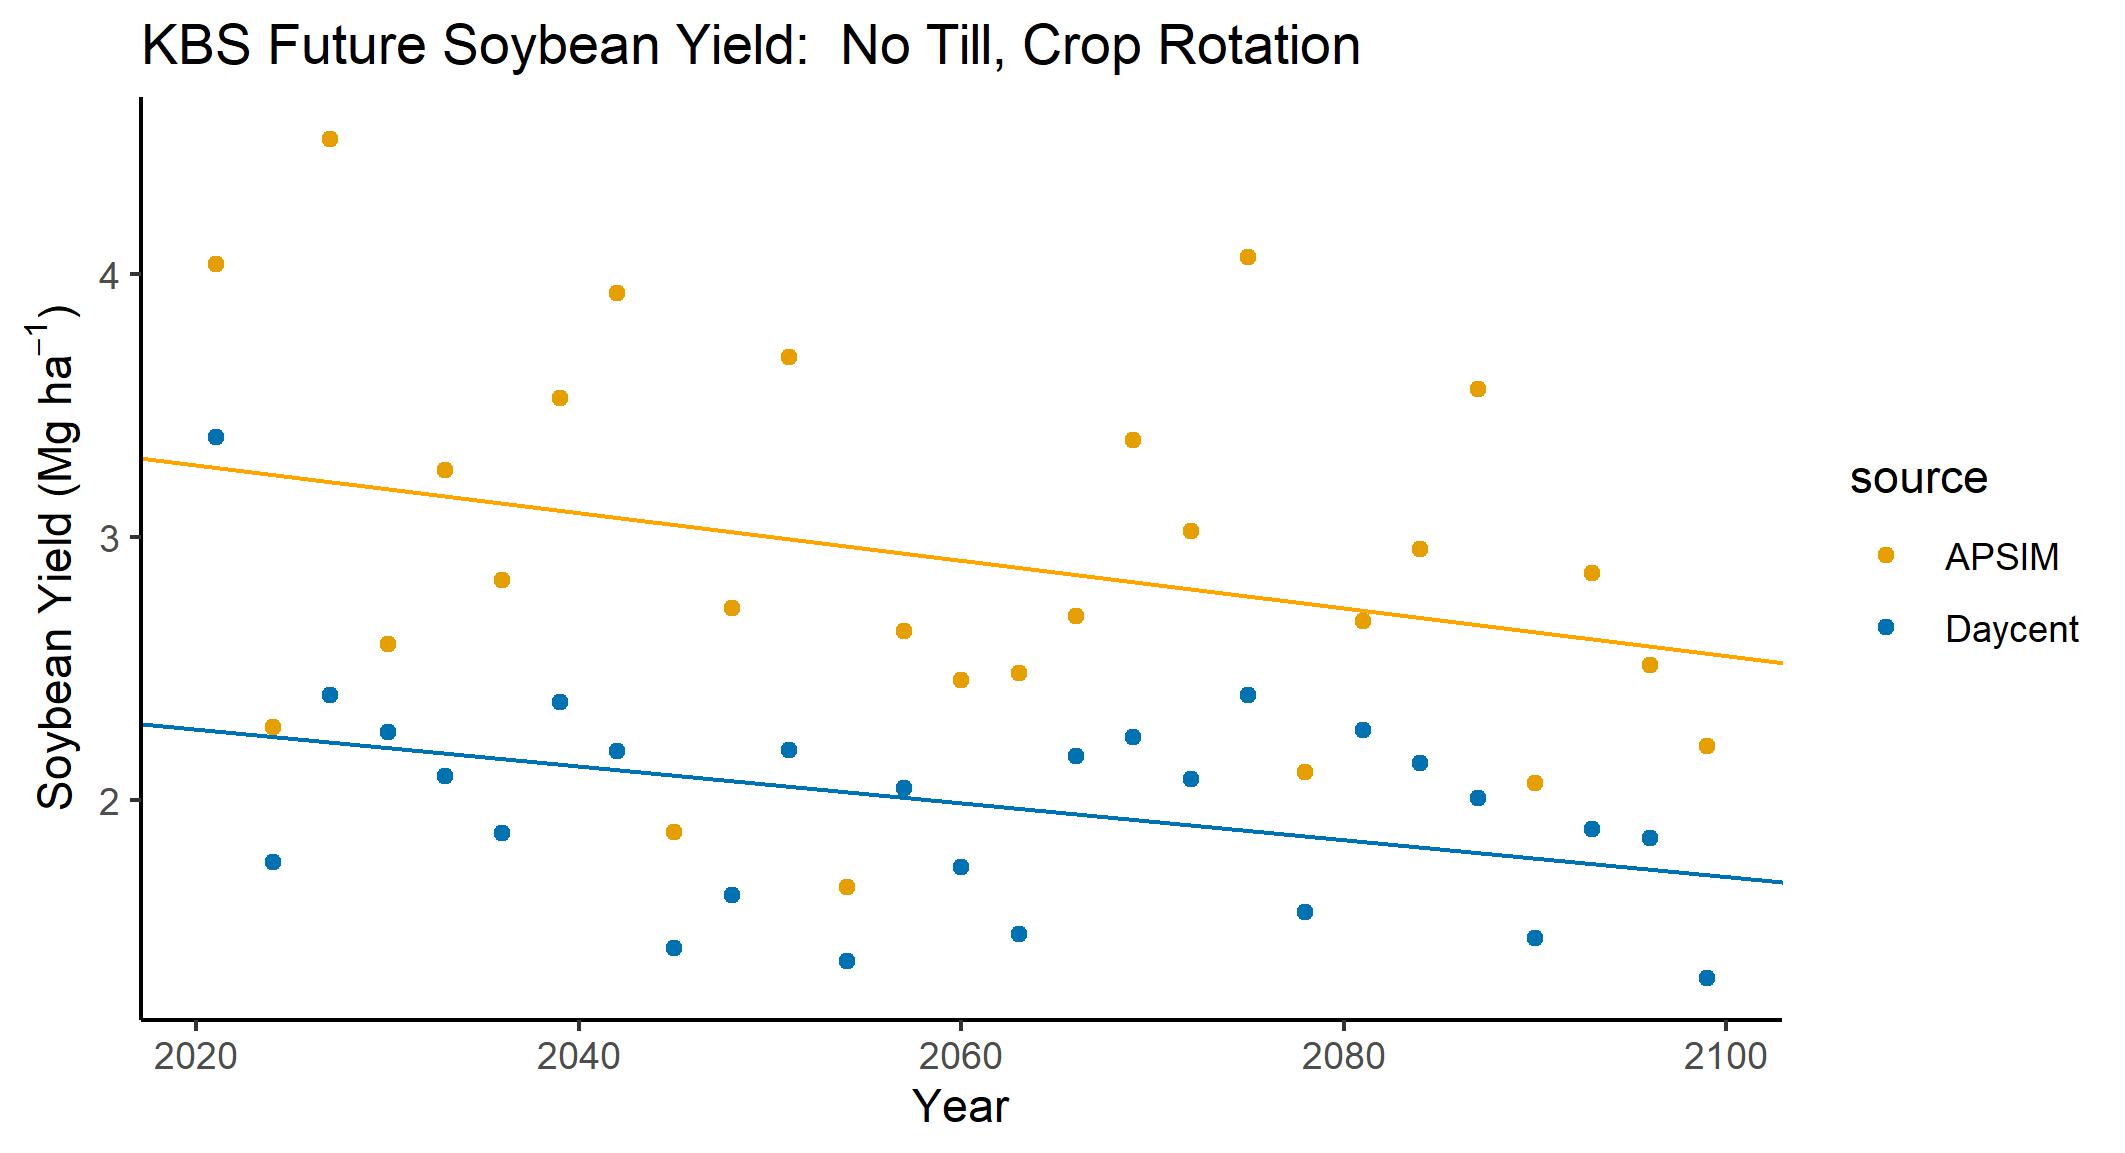 KBS Future Soybean Yield:  No Till, Crop Rotation
Soybean Yield (Mg ha⁻¹)
4
3
2
2020 2040 2060 2080 2100
Year
source
APSIM
Daycent